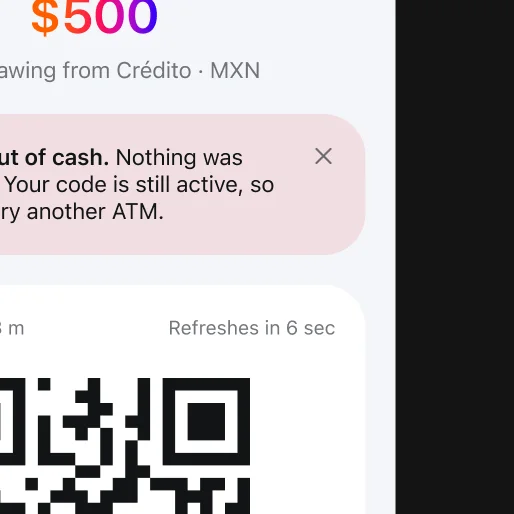 $500
awing from Crédito · MXN
ut of cash. Nothing was
Your code is still active, so
ry another ATM.
m
Refreshes in 6 sec